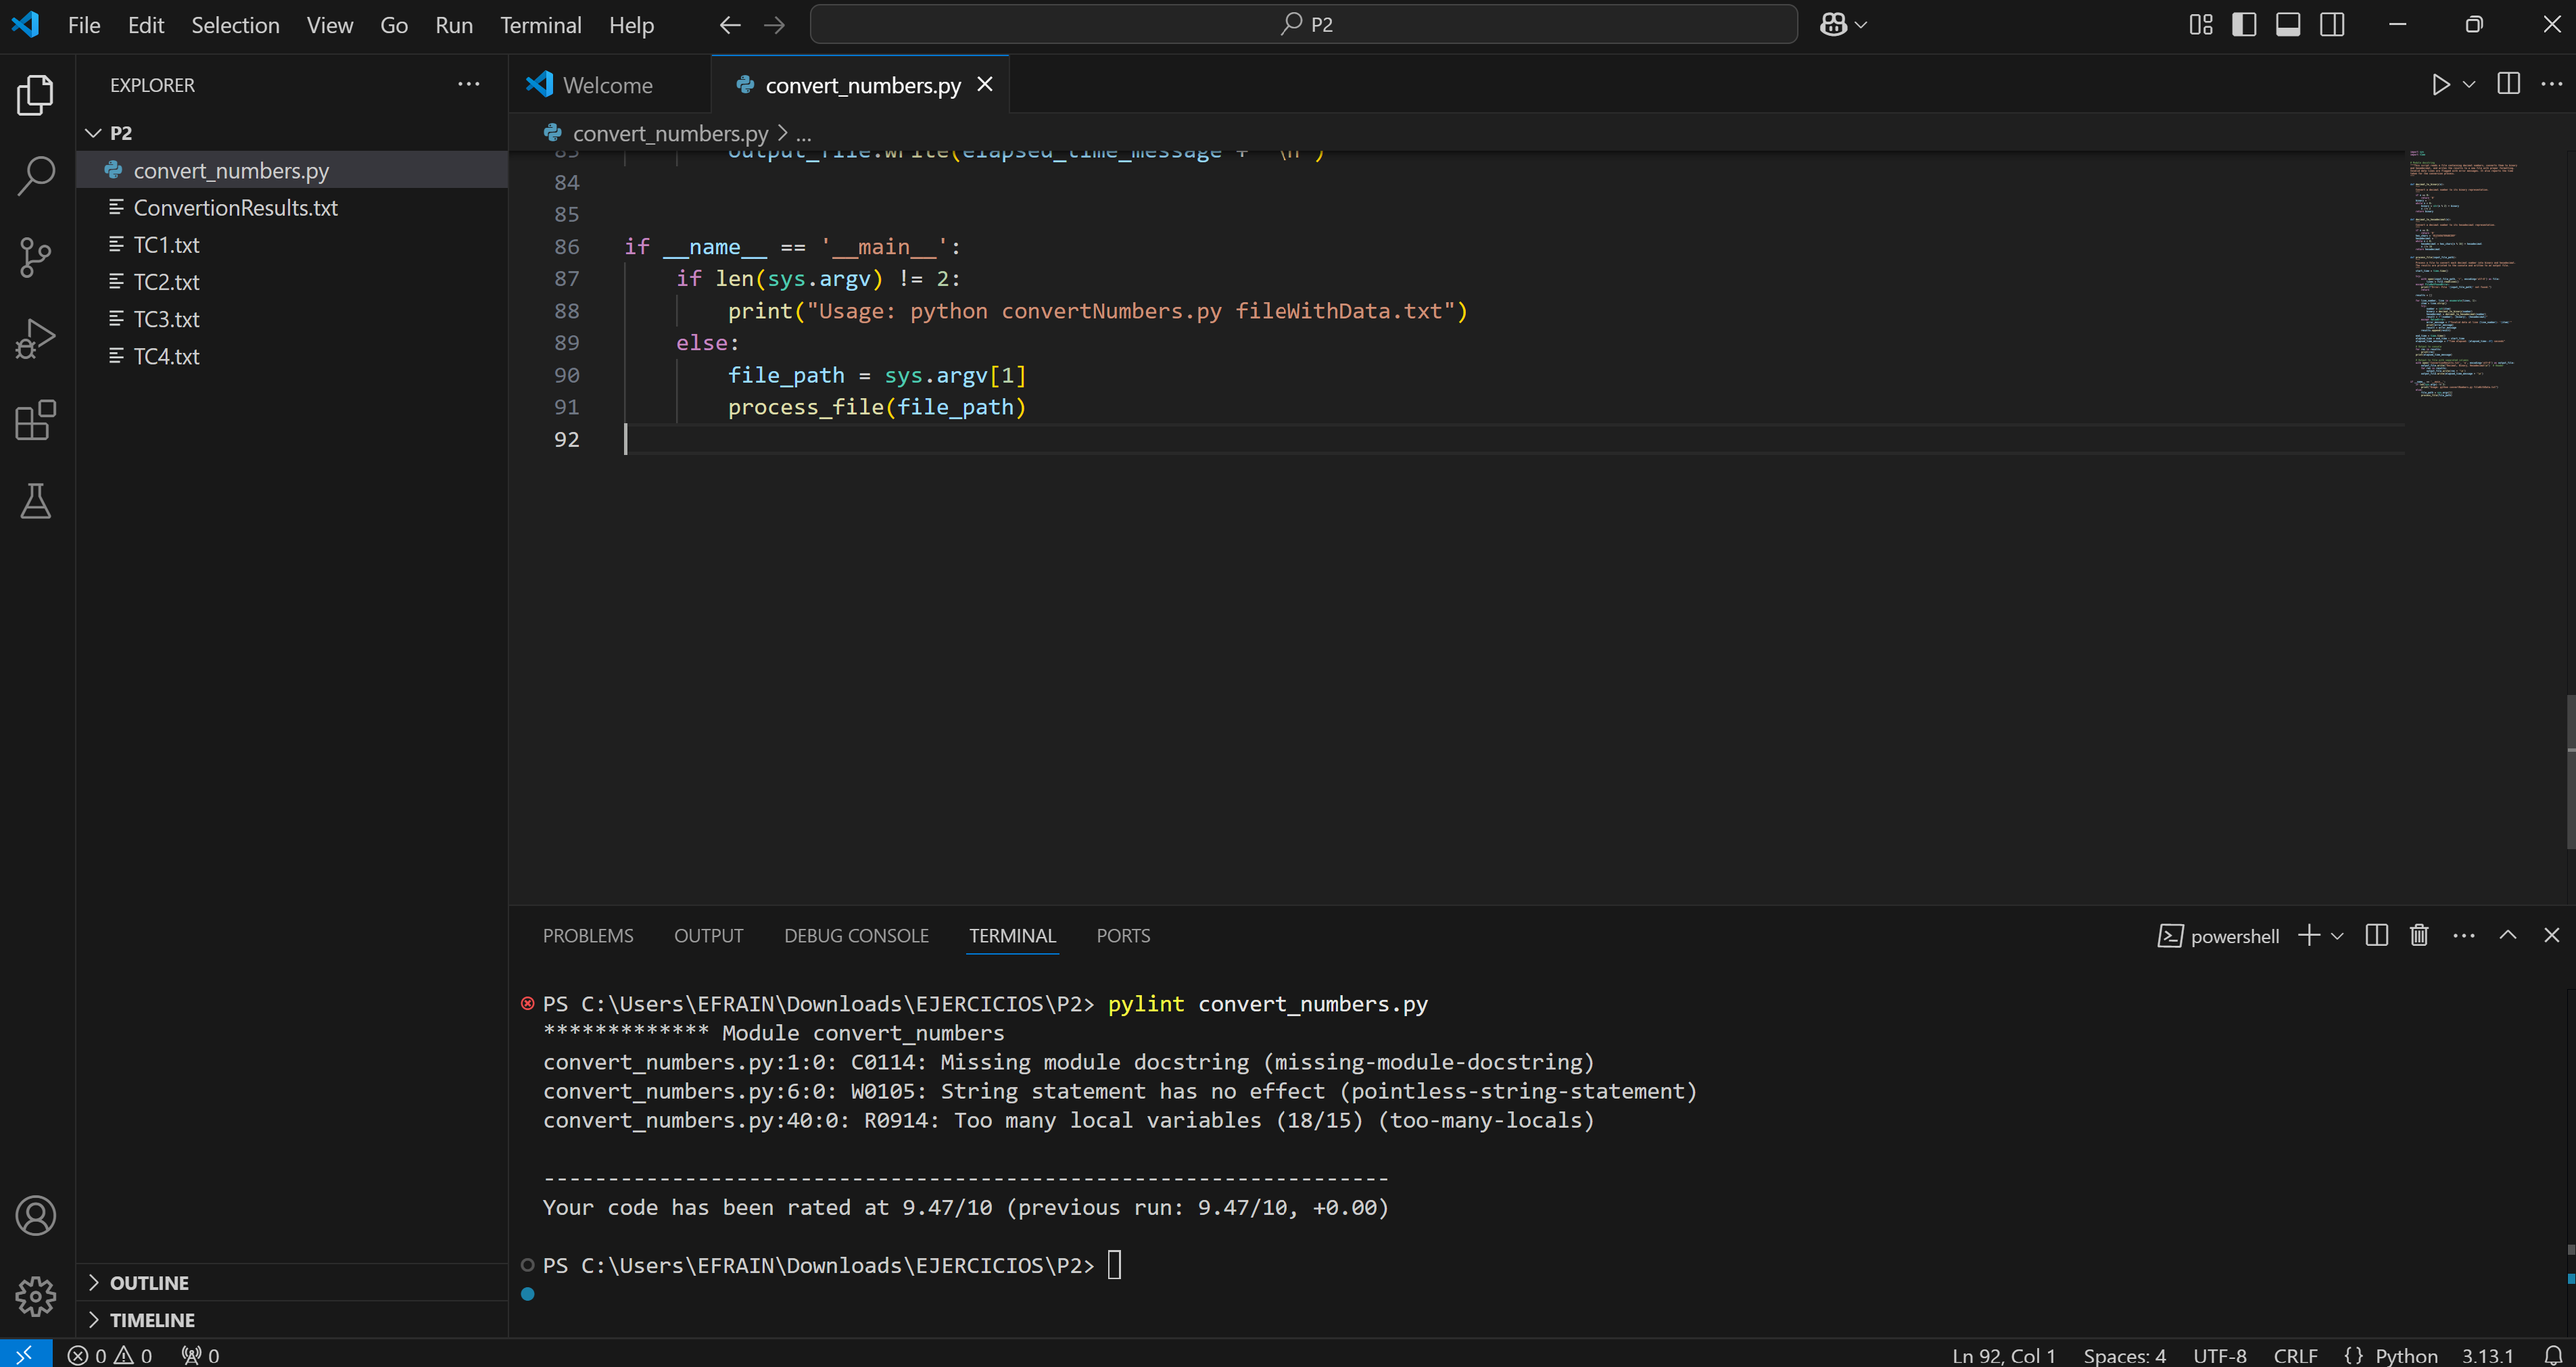 File Edit Selection View Go Run Terminal Help
P2
EXPLORER
P2
convert_numbers.py
ConvertionResults.txt
TC1.txt
TC2.txt
TC3.txt
TC4.txt
OUTLINE
TIMELINE
Welcome convert_numbers.py
convert_numbers.py > ...
83 output_file.write(elapsed_time_message + '\n')
84
85
86 if __name__ == '__main__':
87 if len(sys.argv) != 2:
88 print("Usage: python convertNumbers.py fileWithData.txt")
89 else:
90 file_path = sys.argv[1]
91 process_file(file_path)
92
PROBLEMS OUTPUT DEBUG CONSOLE TERMINAL PORTS
powershell
PS C:\Users\EFRAIN\Downloads\EJERCICIOS\P2> pylint convert_numbers.py
************* Module convert_numbers
convert_numbers.py:1:0: C0114: Missing module docstring (missing-module-docstring)
convert_numbers.py:6:0: W0105: String statement has no effect (pointless-string-statement)
convert_numbers.py:40:0: R0914: Too many local variables (18/15) (too-many-locals)
------------------------------------------------------------------
Your code has been rated at 9.47/10 (previous run: 9.47/10, +0.00)
PS C:\Users\EFRAIN\Downloads\EJERCICIOS\P2>
0 0 0 Ln 92, Col 1 Spaces: 4 UTF-8 CRLF {} Python 3.13.1